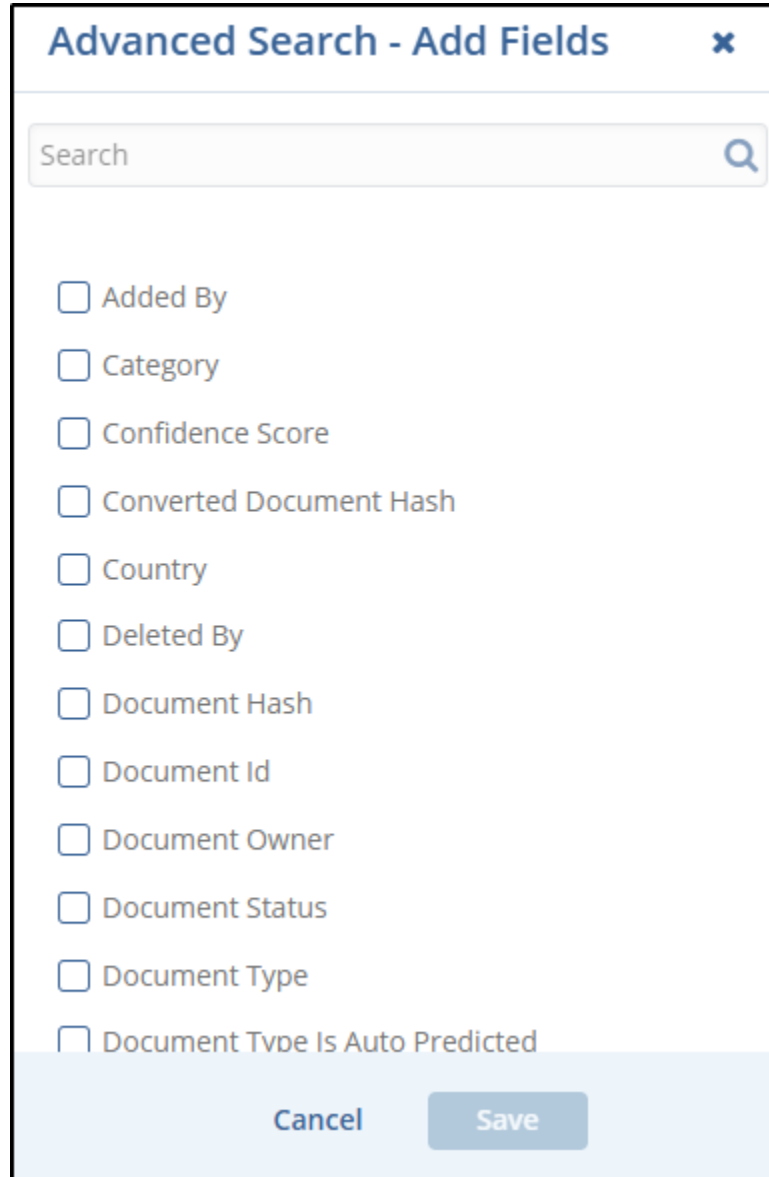 Advanced Search - Add Fields
Search
Added By
Category
Confidence Score
Converted Document Hash
Country
Deleted By
Document Hash
Document Id
Document Owner
Document Status
Document Type
Document Type Is Auto Predicted
Cancel Save